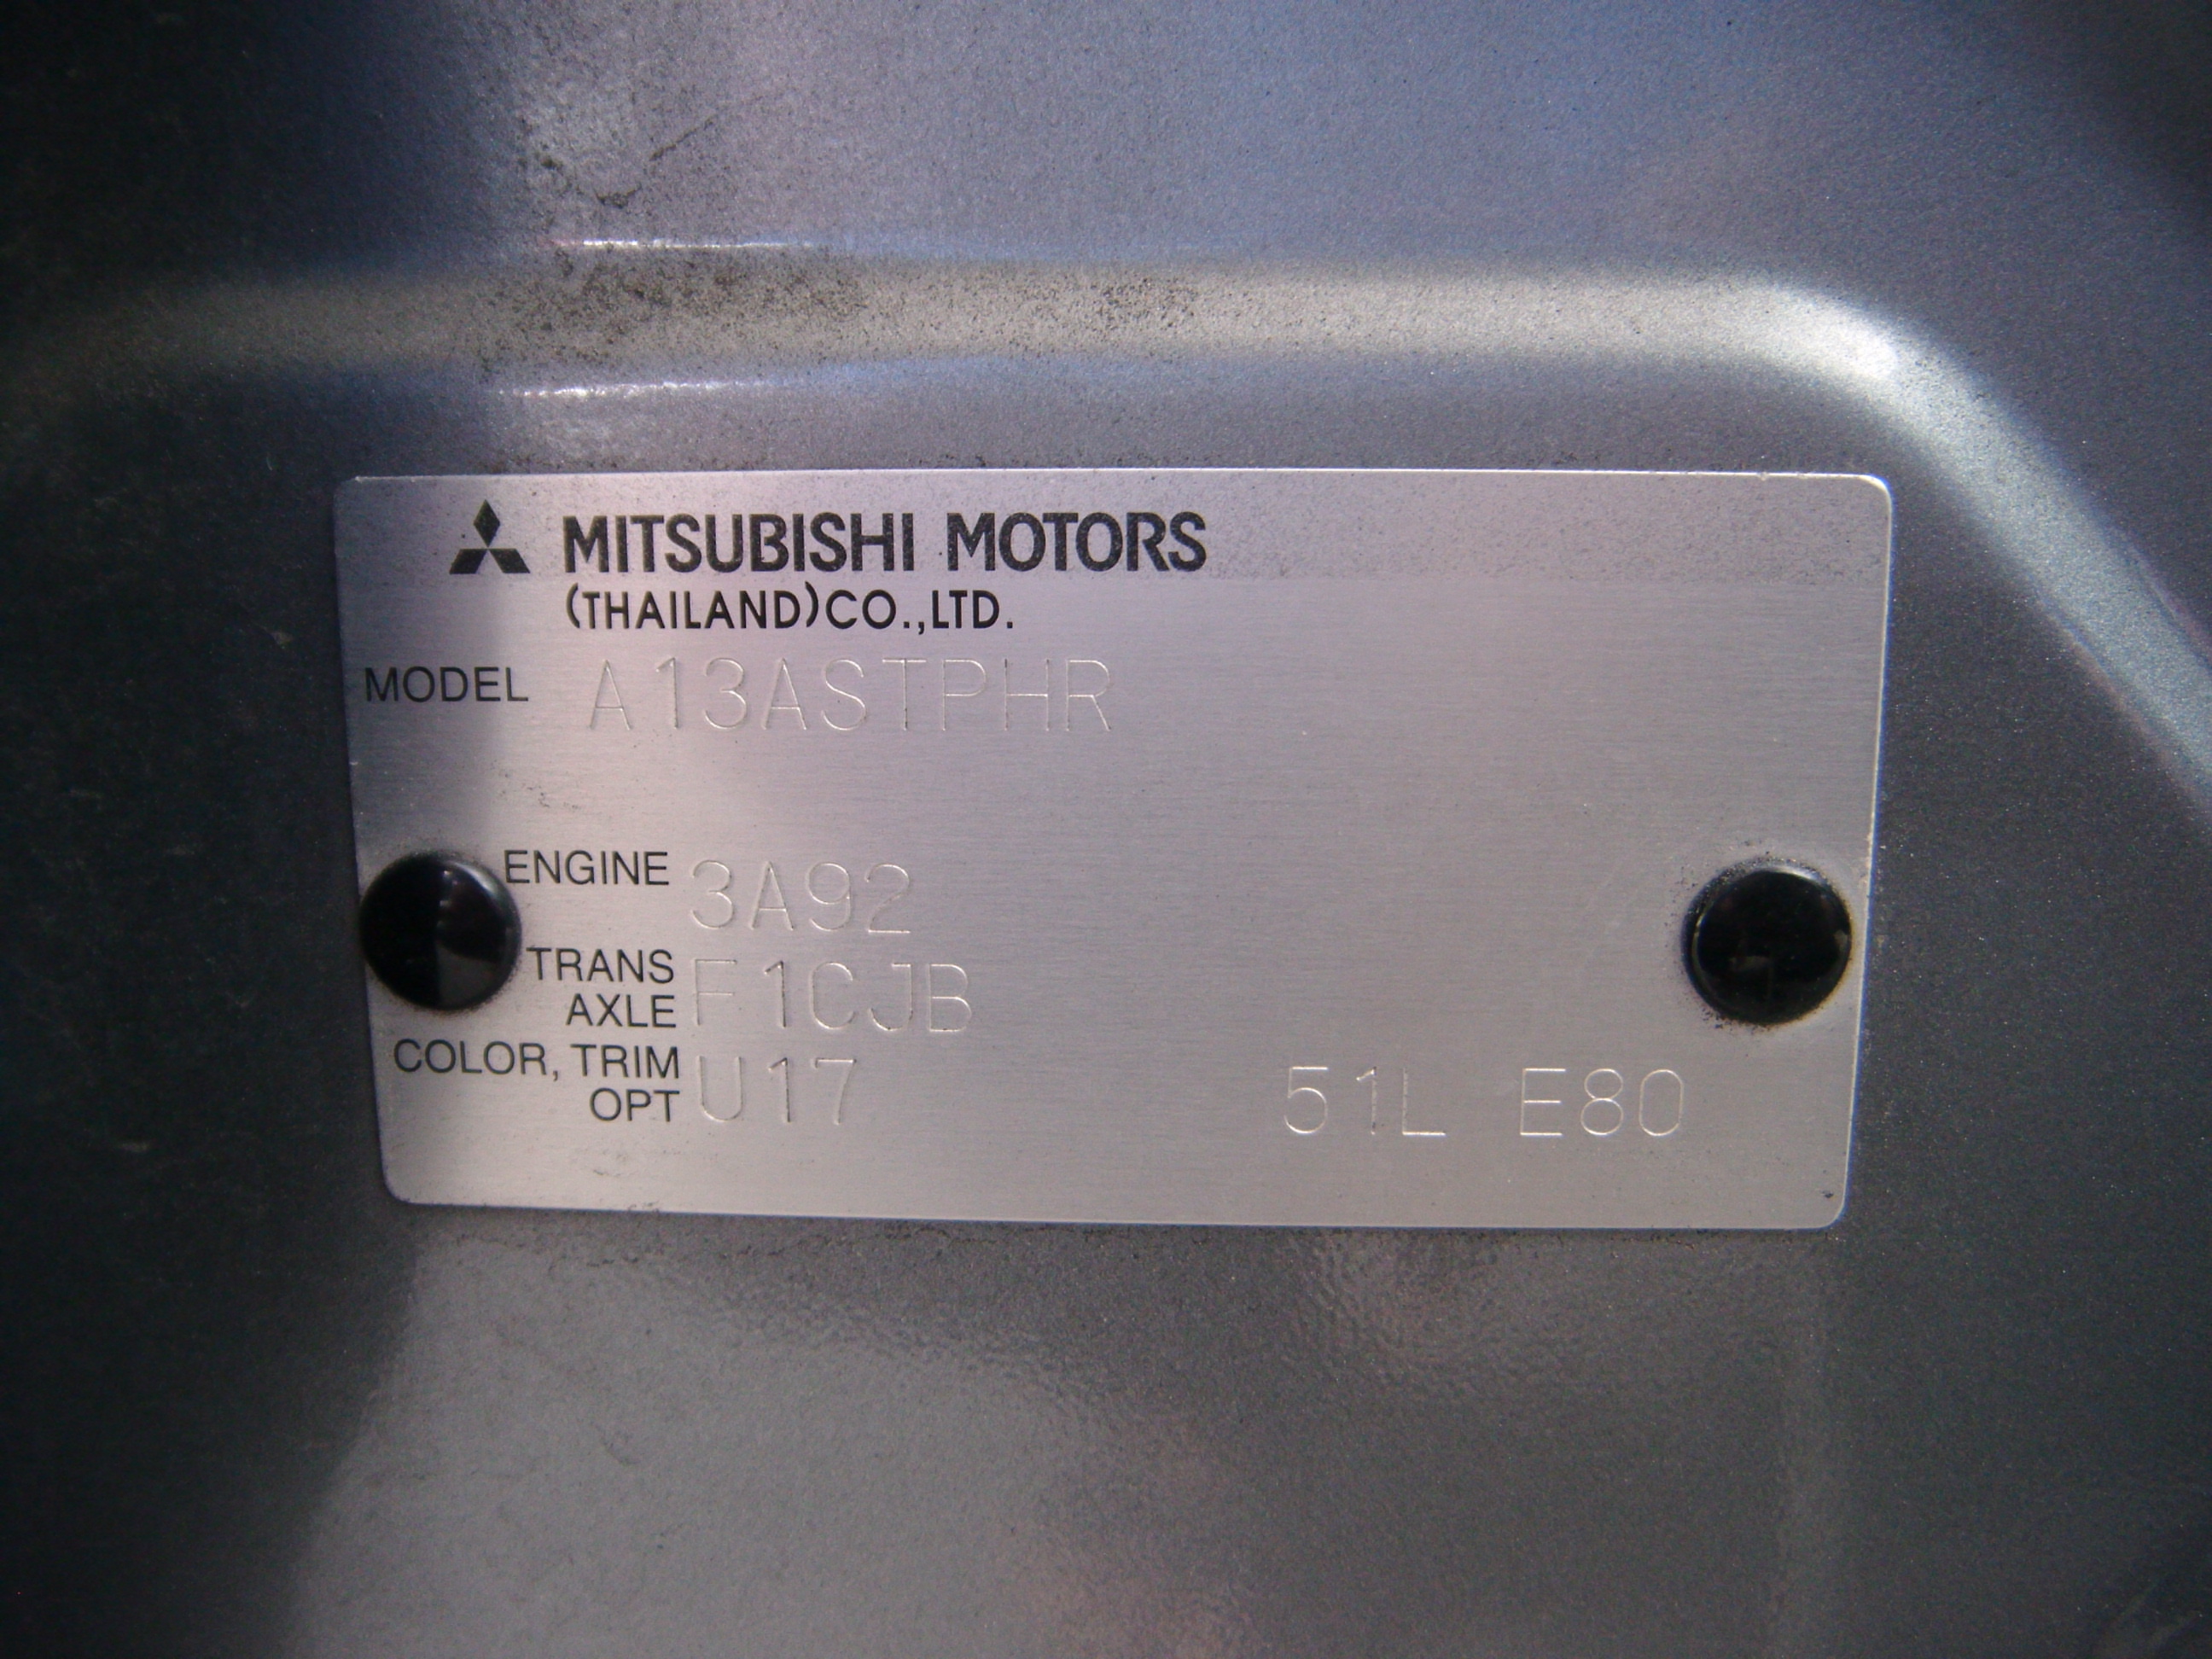 MITSUBISHI MOTORS
(THAILAND)CO.,LTD.
MODEL A13ASTPHR
ENGINE 3A92
TRANS
AXLE F1CJB
COLOR, TRIM
OPT U17 51L E80